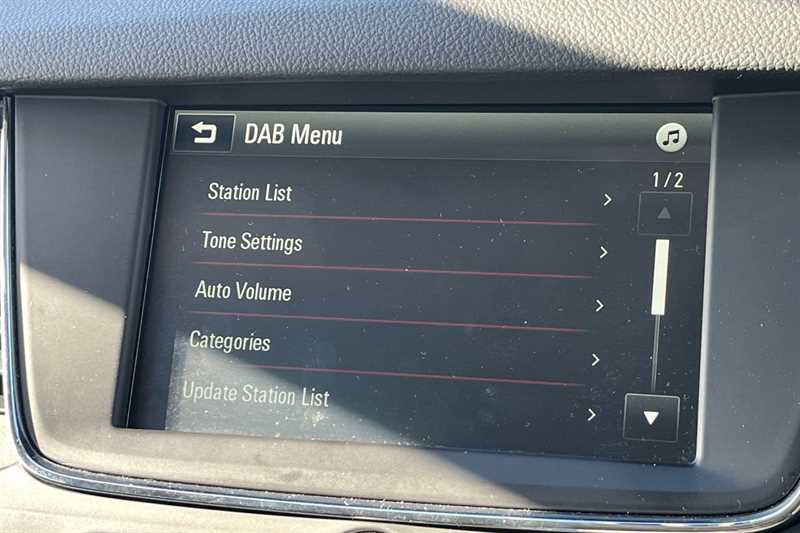 DAB Menu
1/2
Station List
Tone Settings
Auto Volume
Categories
Update Station List